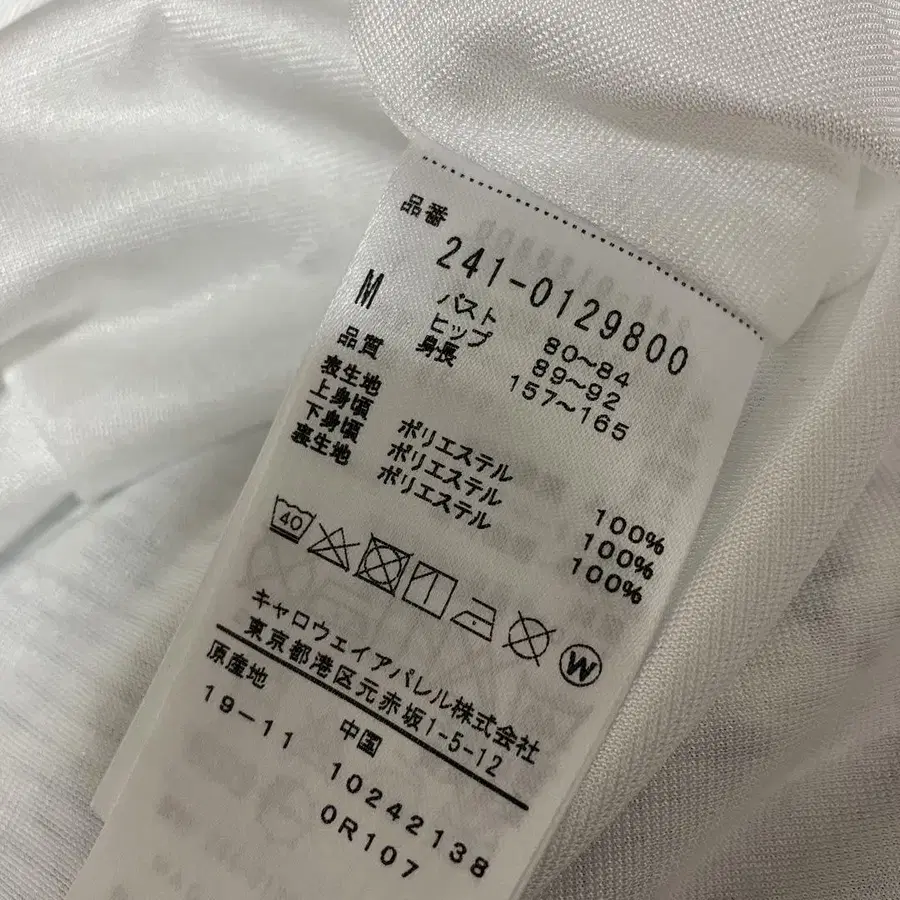 品番
241-0129800
M バスト 80~84
ヒップ 89~92
身長 157~165
品質
表生地
上身頃 ポリエステル 100%
下身頃 ポリエステル 100%
裏生地 ポリエステル 100%
40
W
キャロウェイアパレル株式会社
東京都港区元赤坂1-5-12
原産地 中国
19-11 10242138
0R107